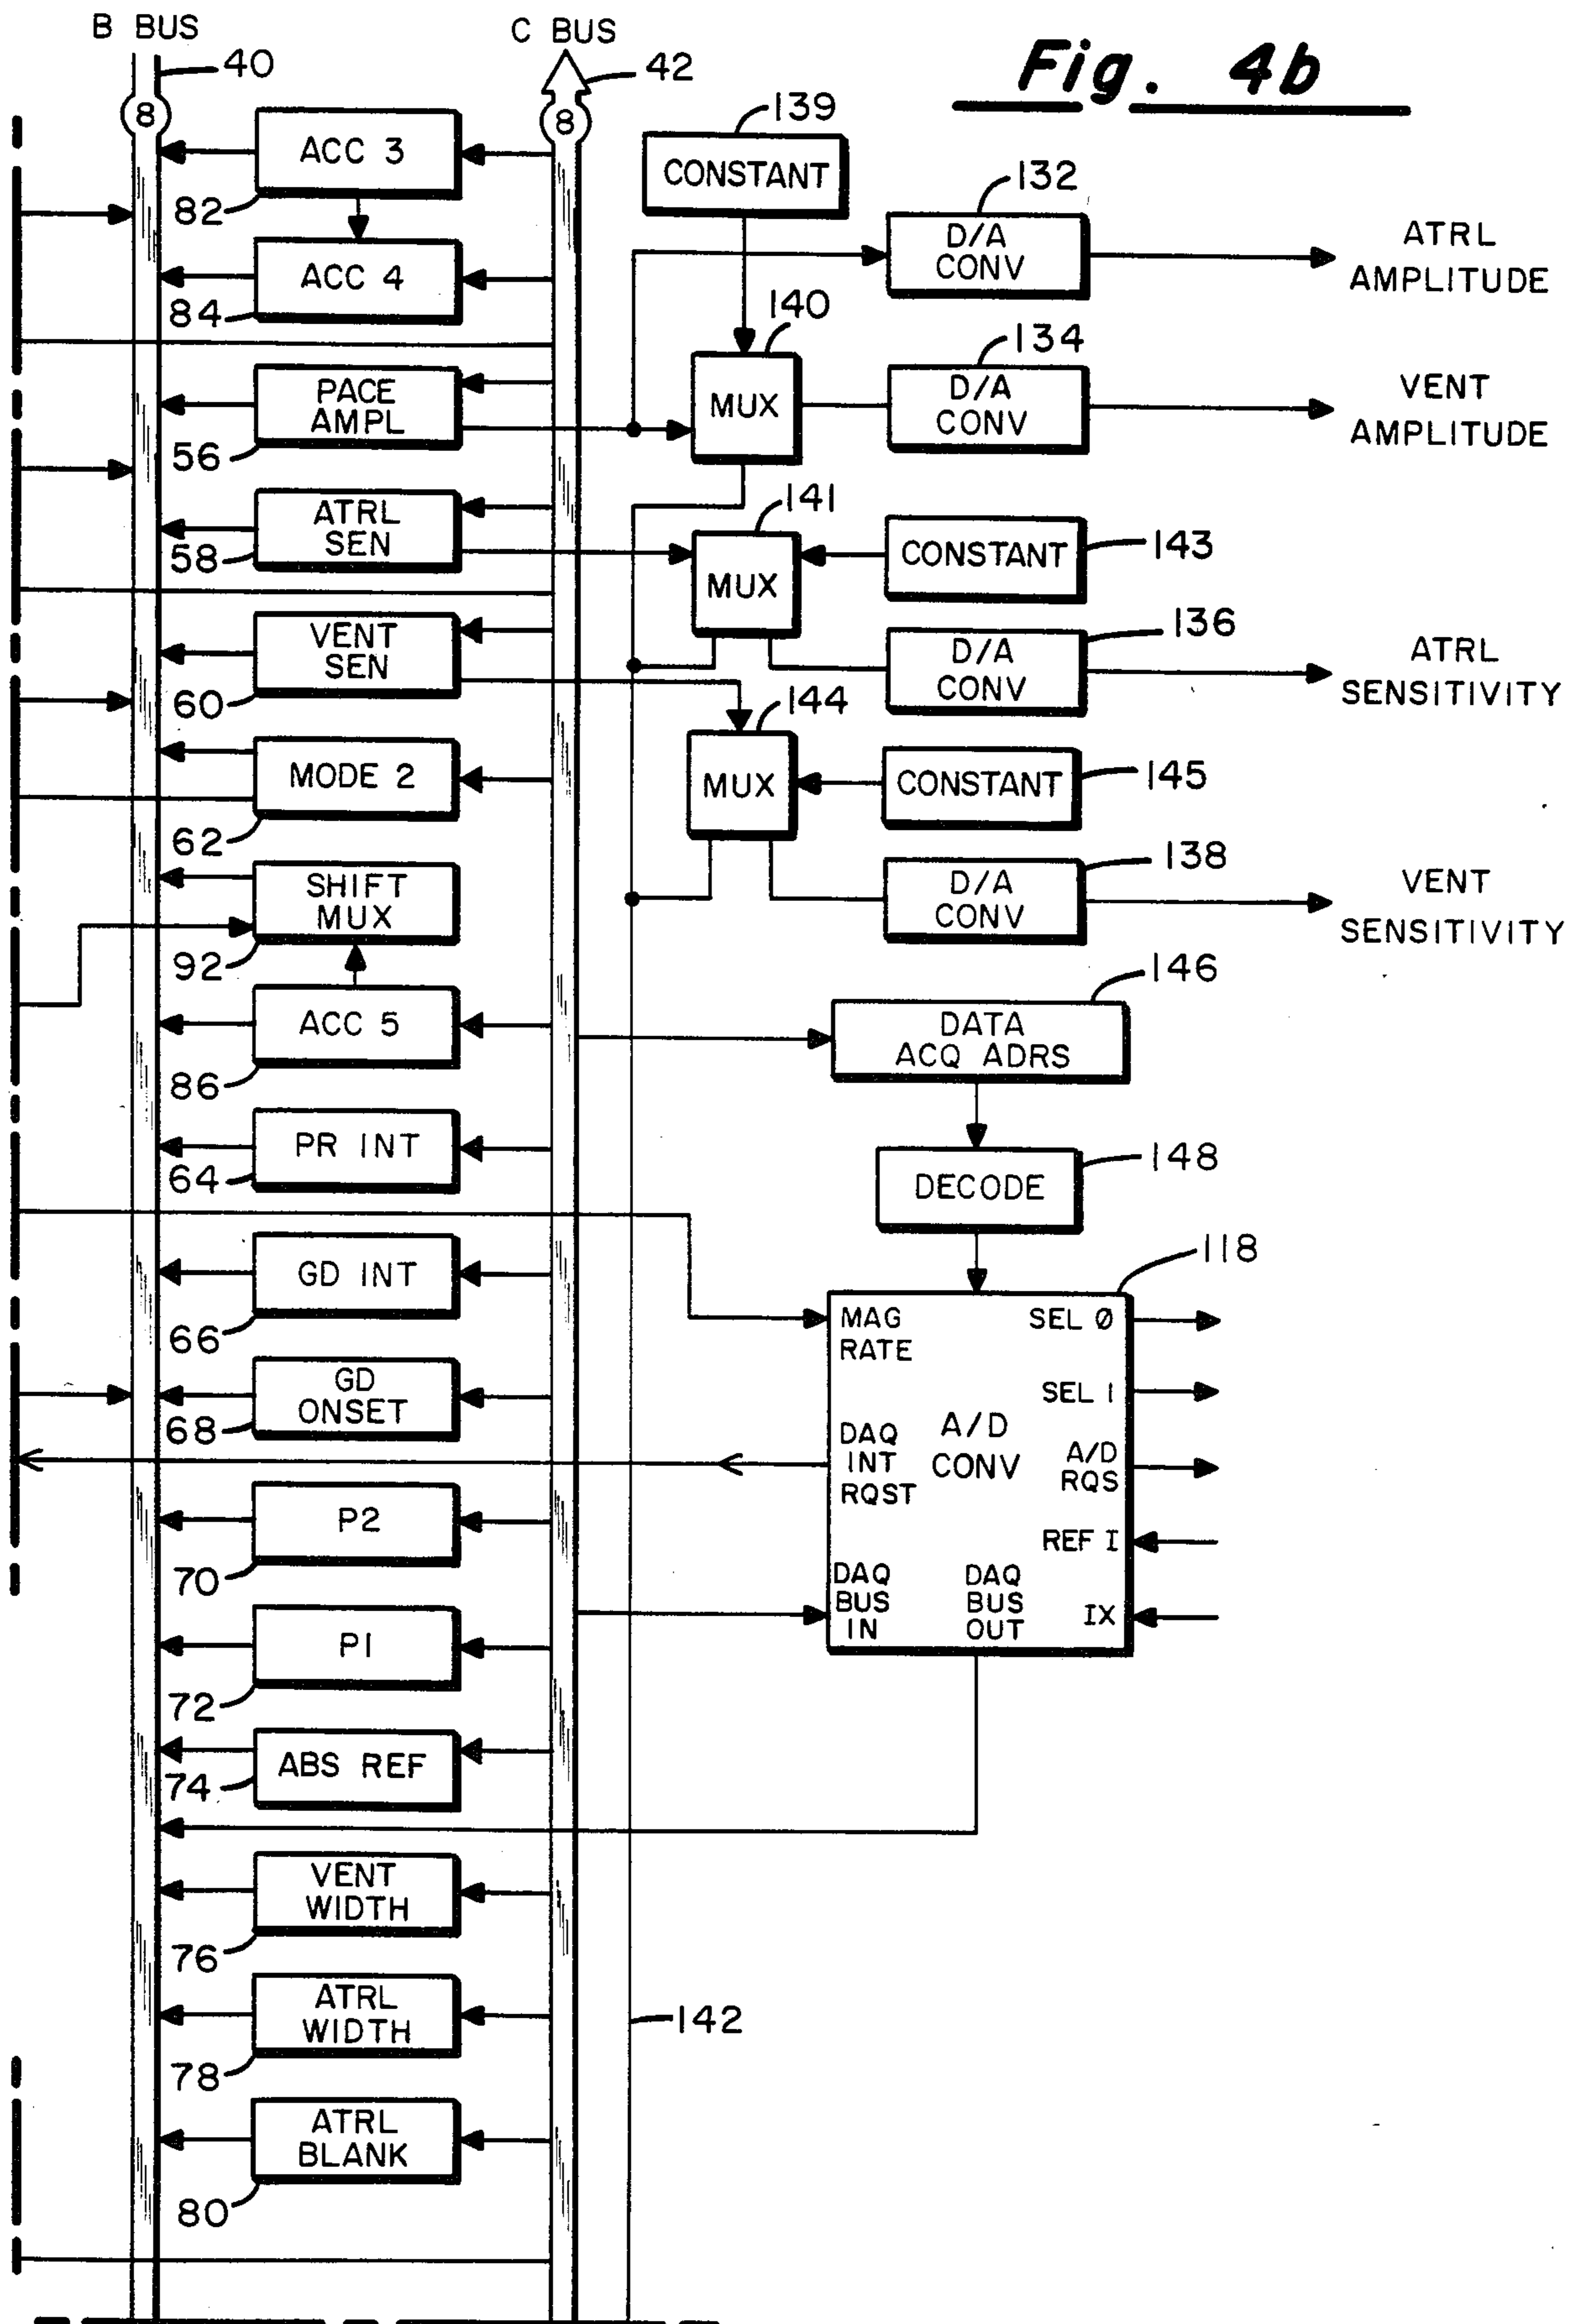 B BUS
C BUS
Fig. 4b
40
42
8
8
139
ACC 3
CONSTANT
132
82
D/A
CONV
ATRL
AMPLITUDE
ACC 4
84
140
134
PACE
AMPL
MUX
D/A
CONV
VENT
AMPLITUDE
56
141
ATRL
SEN
58
MUX
CONSTANT
143
136
VENT
SEN
60
D/A
CONV
ATRL
SENSITIVITY
144
MODE 2
MUX
CONSTANT
145
62
138
SHIFT
MUX
D/A
CONV
VENT
SENSITIVITY
92
146
ACC 5
DATA
ACQ ADRS
86
PR INT
148
64
DECODE
118
GD INT
MAG
RATE
SEL Ø
66
GD
ONSET
SEL 1
68
DAQ
INT
RQST
A/D
CONV
A/D
RQS
P2
REF I
70
DAQ
BUS
IN
DAQ
BUS
OUT
IX
P1
72
ABS REF
74
VENT
WIDTH
76
ATRL
WIDTH
142
78
ATRL
BLANK
80